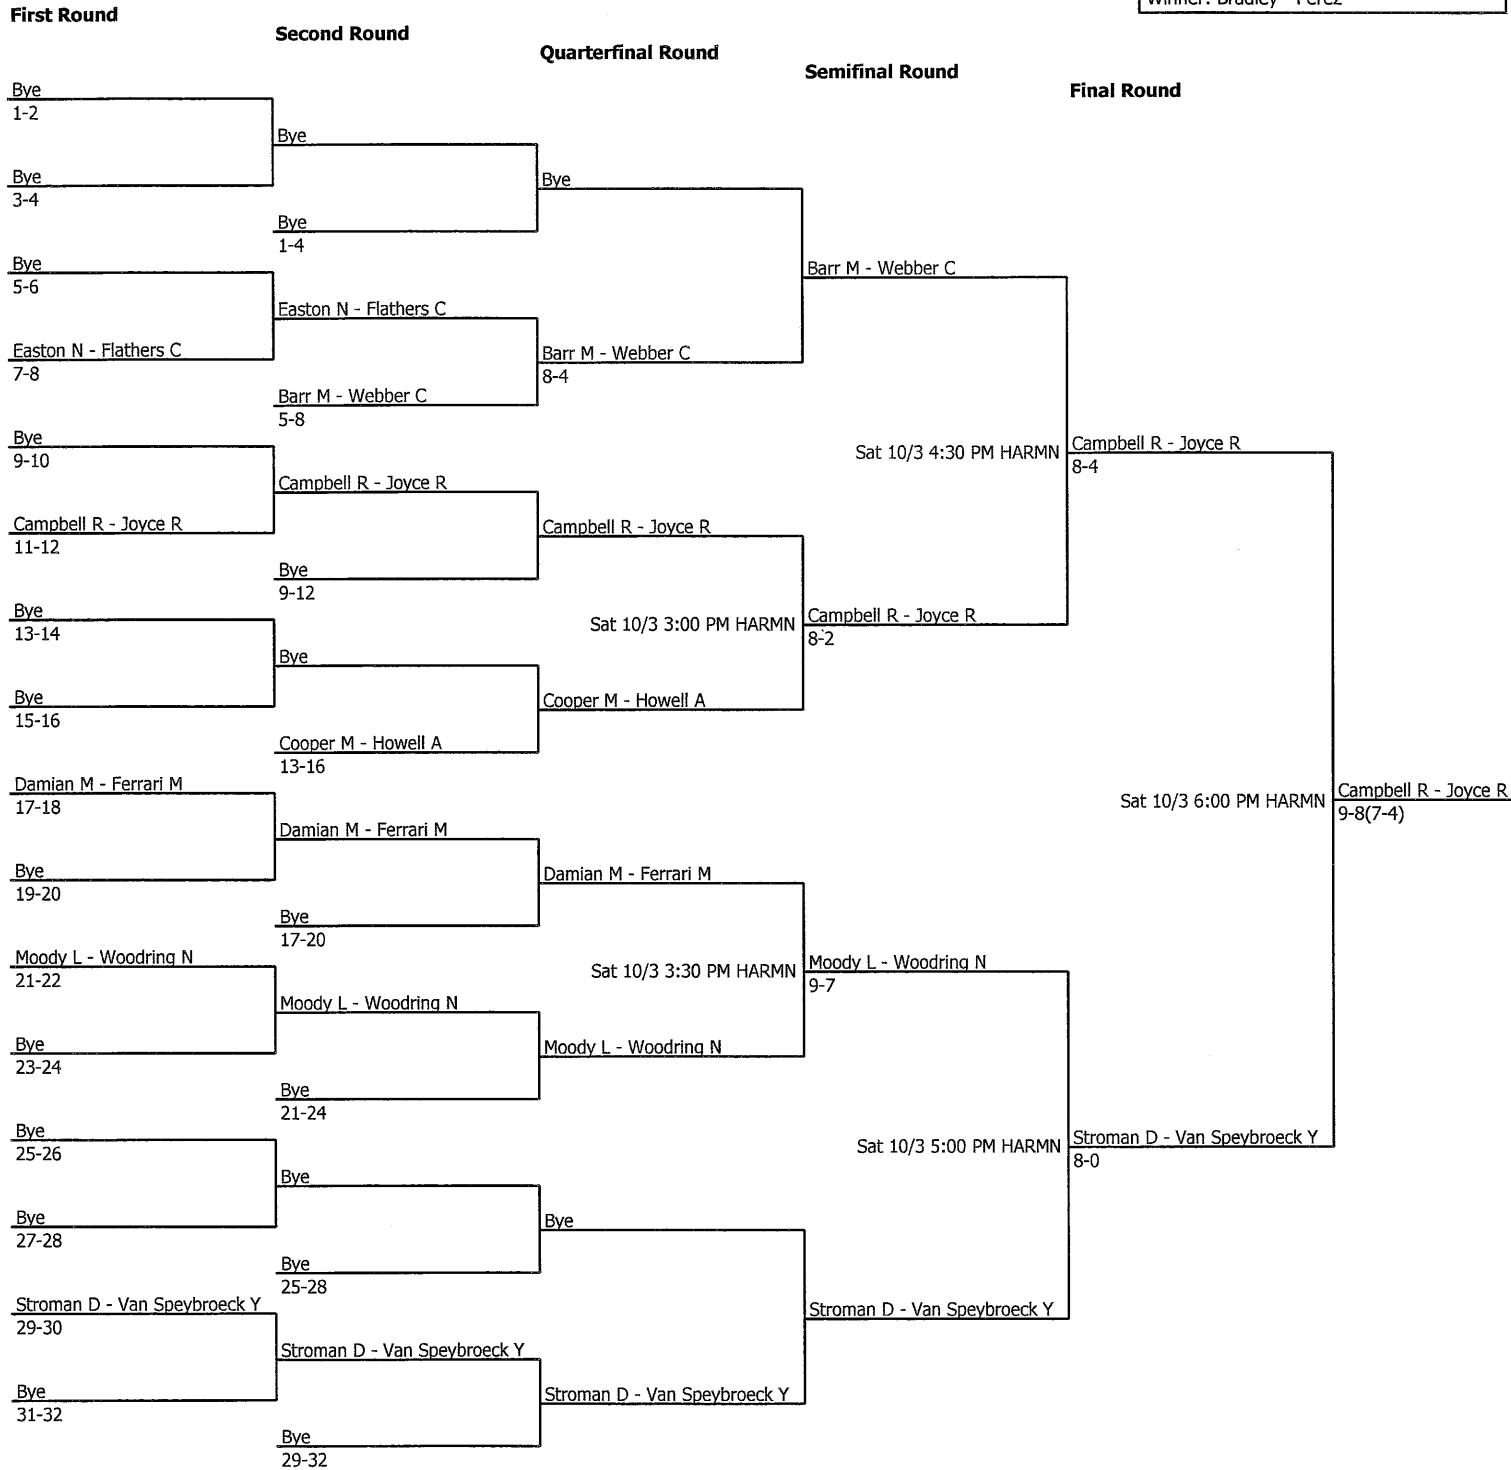 Winner: Bradley - Perez
First Round
Second Round
Quarterfinal Round
Semifinal Round
Final Round
Bye
1-2
Bye
3-4
Bye
5-6
Easton N - Flathers C
7-8
Bye
9-10
Campbell R - Joyce R
11-12
Bye
13-14
Bye
15-16
Damian M - Ferrari M
17-18
Bye
19-20
Moody L - Woodring N
21-22
Bye
23-24
Bye
25-26
Bye
27-28
Stroman D - Van Speybroeck Y
29-30
Bye
31-32
Bye
Bye
1-4
Easton N - Flathers C
Barr M - Webber C
5-8
Campbell R - Joyce R
Bye
9-12
Bye
Cooper M - Howell A
13-16
Damian M - Ferrari M
Bye
17-20
Moody L - Woodring N
Bye
21-24
Bye
Bye
25-28
Stroman D - Van Speybroeck Y
Bye
29-32
Bye
Barr M - Webber C
8-4
Campbell R - Joyce R
Sat 10/3 3:00 PM HARMN
Cooper M - Howell A
Damian M - Ferrari M
Sat 10/3 3:30 PM HARMN
Moody L - Woodring N
Bye
Stroman D - Van Speybroeck Y
Barr M - Webber C
Sat 10/3 4:30 PM HARMN
Campbell R - Joyce R
8-2
Moody L - Woodring N
9-7
Sat 10/3 5:00 PM HARMN
Stroman D - Van Speybroeck Y
Campbell R - Joyce R
8-4
Sat 10/3 6:00 PM HARMN
Stroman D - Van Speybroeck Y
8-0
Campbell R - Joyce R
9-8(7-4)